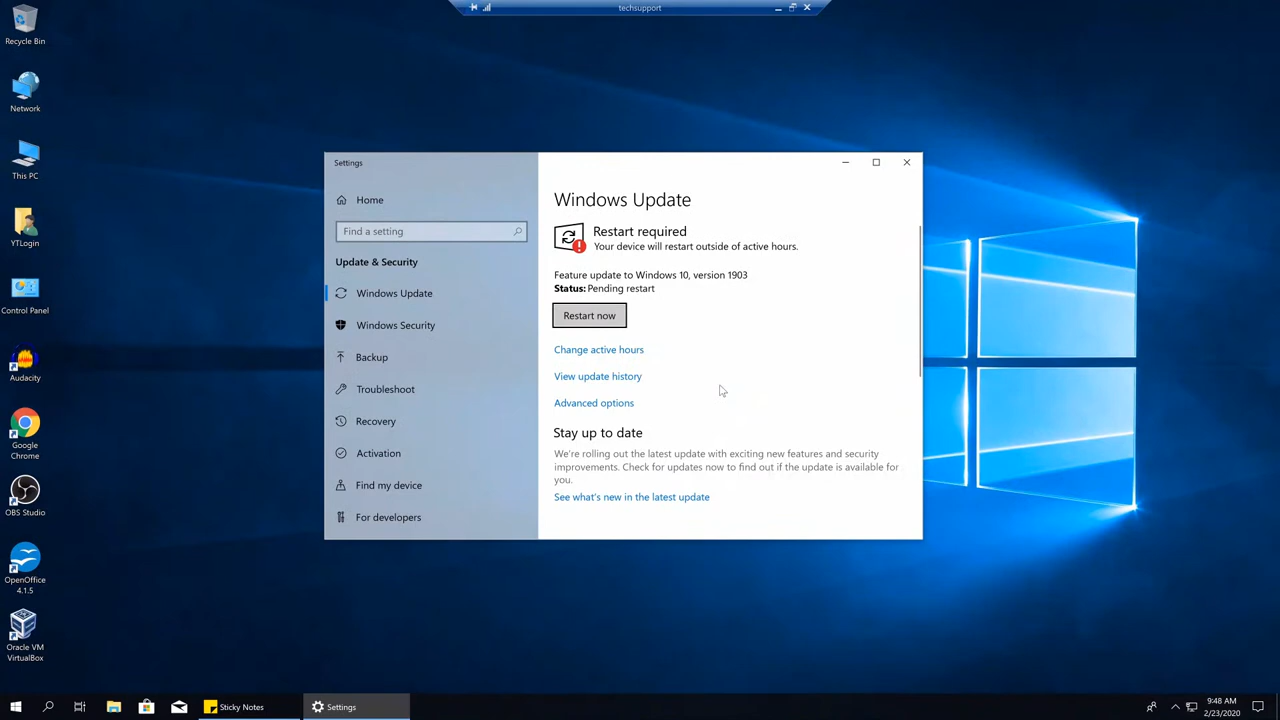 techsupport
Recycle Bin
Network
This PC
YTLogin
Control Panel
Audacity
Google
Chrome
OBS Studio
OpenOffice
4.1.5
Oracle VM
VirtualBox
Settings
Home
Find a setting
Update & Security
Windows Update
Windows Security
Backup
Troubleshoot
Recovery
Activation
Find my device
For developers
Windows Update
Restart required
Your device will restart outside of active hours.
Feature update to Windows 10, version 1903
Status: Pending restart
Restart now
Change active hours
View update history
Advanced options
Stay up to date
We're rolling out the latest update with exciting new features and security
improvements. Check for updates now to find out if the update is available for
you.
See what's new in the latest update
Sticky Notes
Settings
9:48 AM
2/23/2020